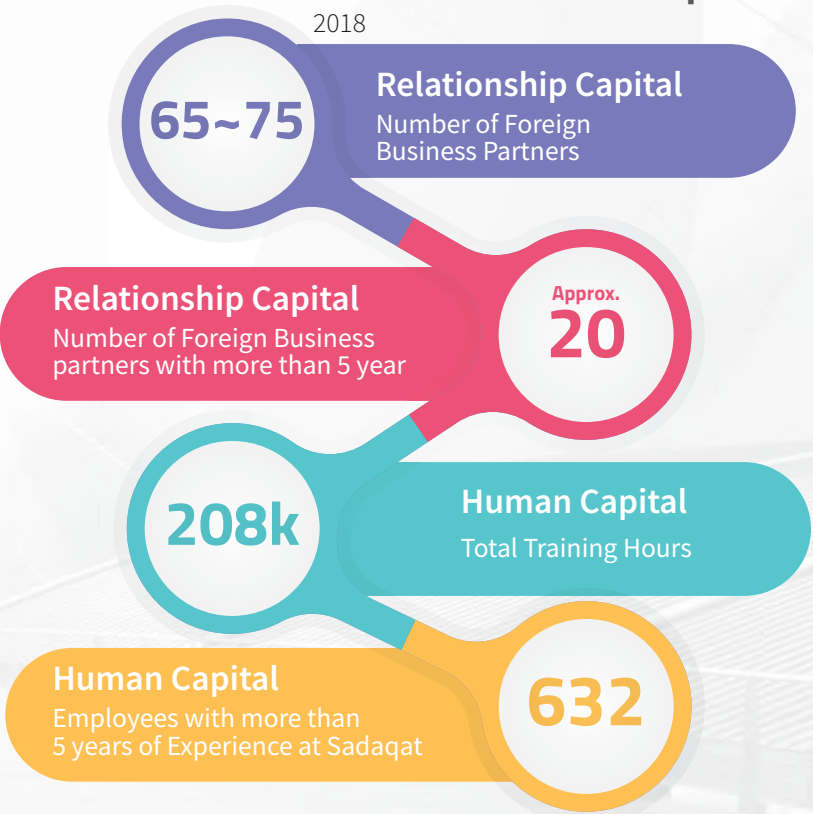 2018
65~75
Relationship Capital
Number of Foreign
Business Partners
Relationship Capital
Number of Foreign Business
partners with more than 5 year
Approx.
20
208k
Human Capital
Total Training Hours
Human Capital
Employees with more than
5 years of Experience at Sadaqat
632